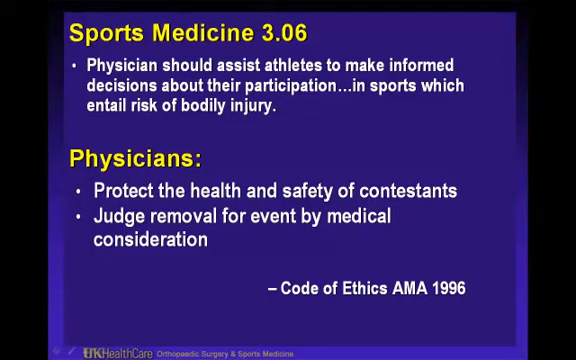 Sports Medicine 3.06
• Physician should assist athletes to make informed
decisions about their participation…in sports which
entail risk of bodily injury.
Physicians:
• Protect the health and safety of contestants
• Judge removal for event by medical
consideration
– Code of Ethics AMA 1996
UKHealthCare Orthopaedic Surgery & Sports Medicine